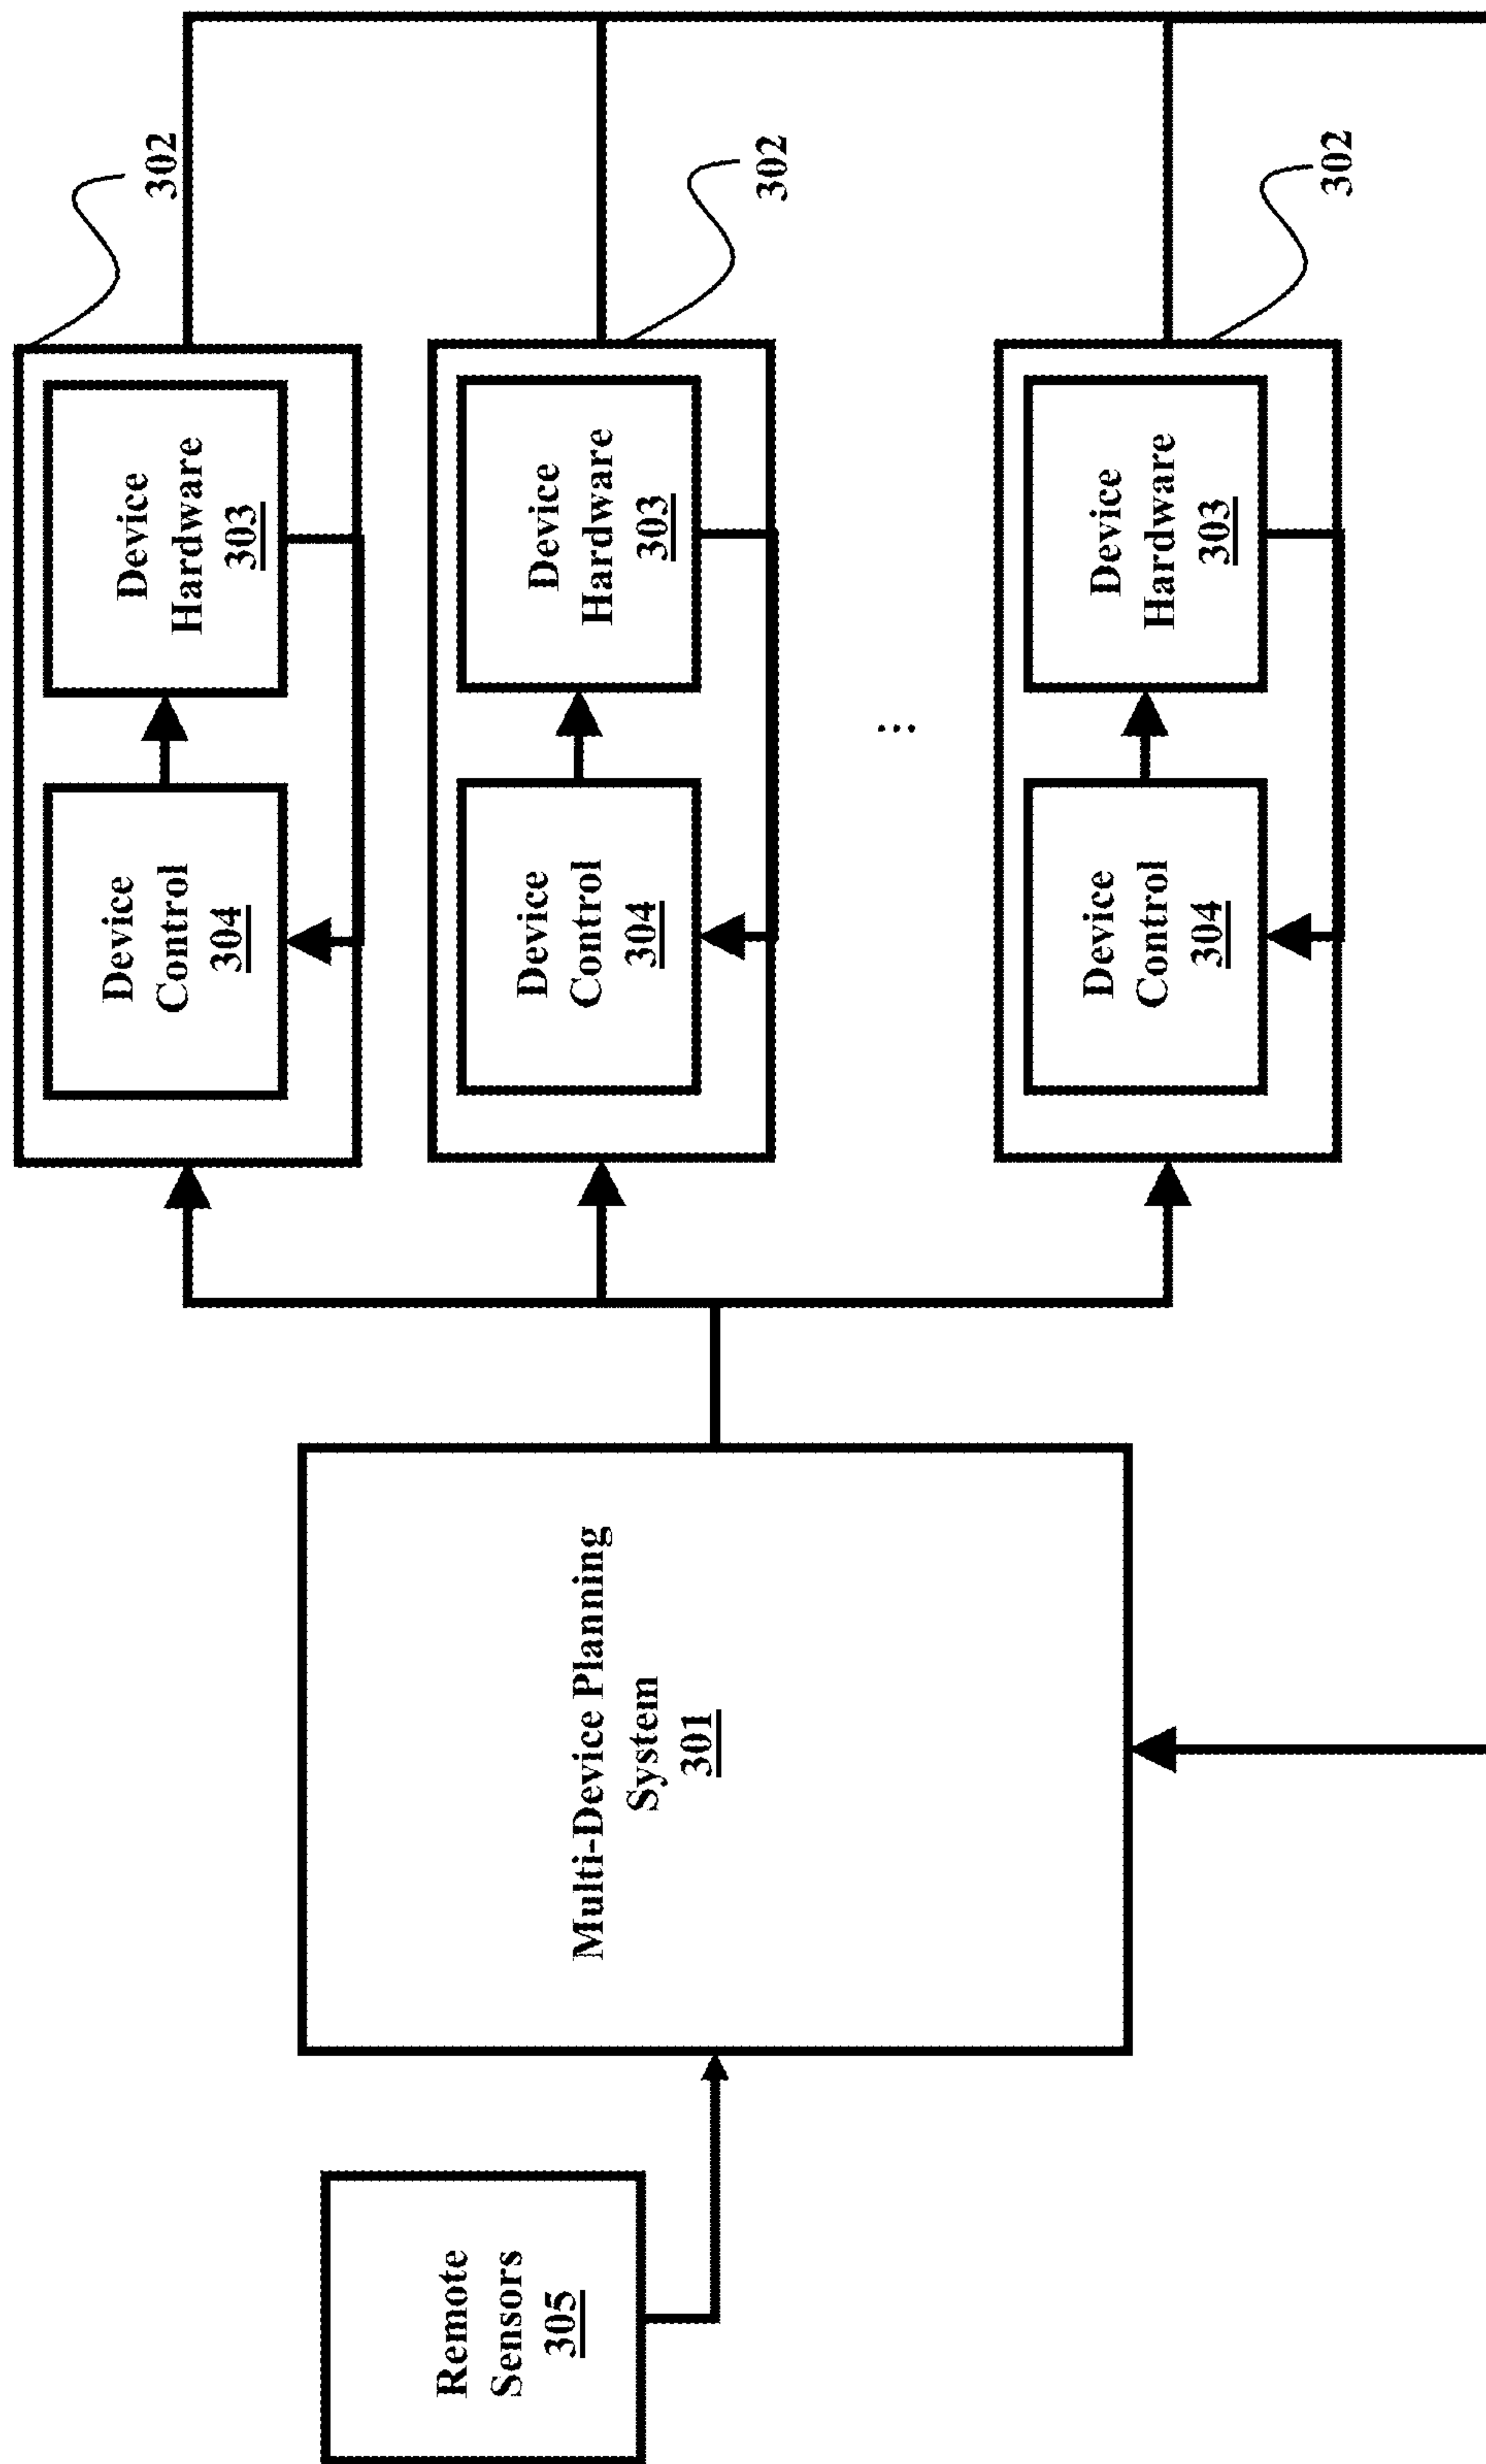 Remote
Sensors
305
Multi-Device Planning
System
301
302
Device
Control
304
Device
Hardware
303
302
Device
Control
304
Device
Hardware
303
...
302
Device
Control
304
Device
Hardware
303